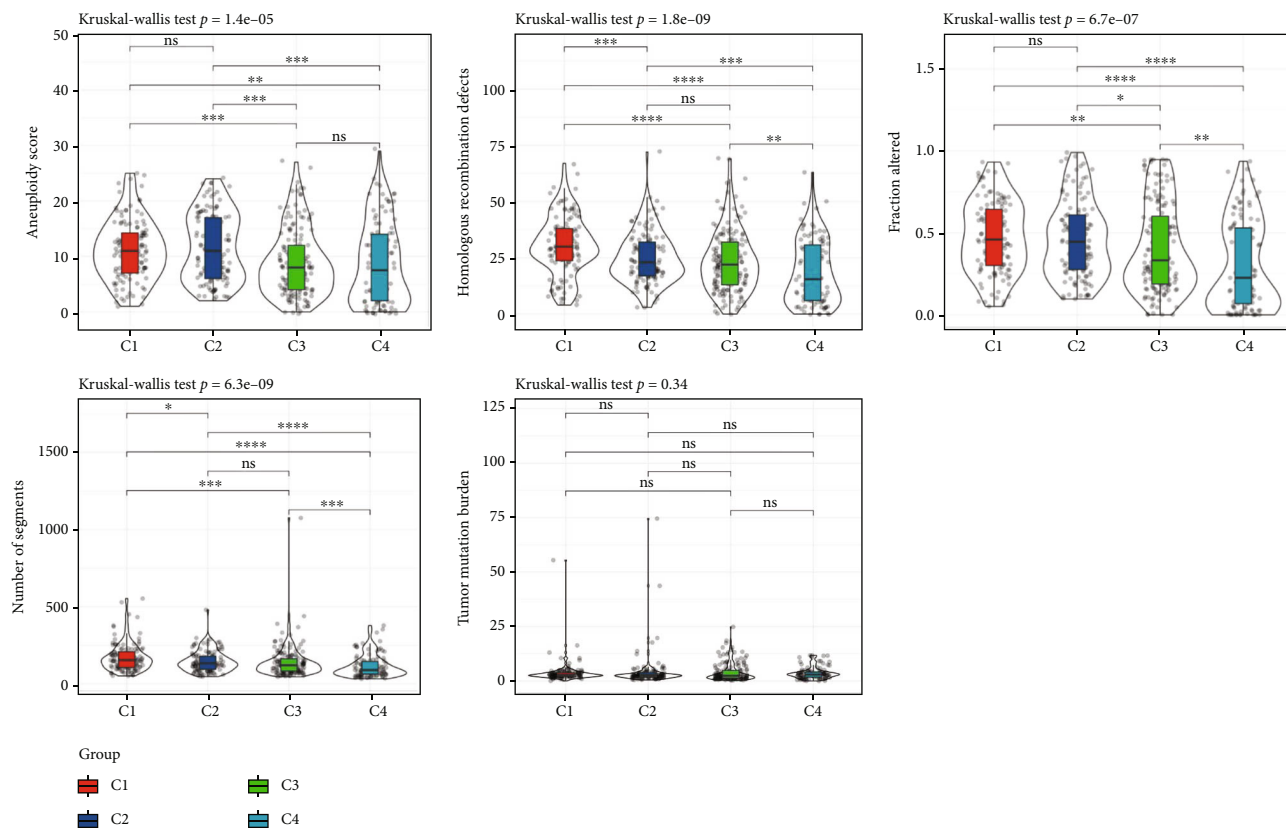 Kruskal-wallis test p = 1.4e–05
Aneuploidy score
50
40
30
20
10
0
ns
***
**
***
***
ns
C1 C2 C3 C4
Kruskal-wallis test p = 1.8e–09
Homologous recombination defects
100
75
50
25
0
***
***
****
ns
****
**
C1 C2 C3 C4
Kruskal-wallis test p = 6.7e–07
Fraction altered
1.5
1.0
0.5
0.0
ns
****
****
*
**
**
C1 C2 C3 C4
Kruskal-wallis test p = 6.3e–09
Number of segments
1500
1000
500
0
*
****
****
ns
***
***
C1 C2 C3 C4
Kruskal-wallis test p = 0.34
Tumor mutation burden
125
100
75
50
25
0
ns
ns
ns
ns
ns
ns
C1 C2 C3 C4
Group
C1 C3
C2 C4